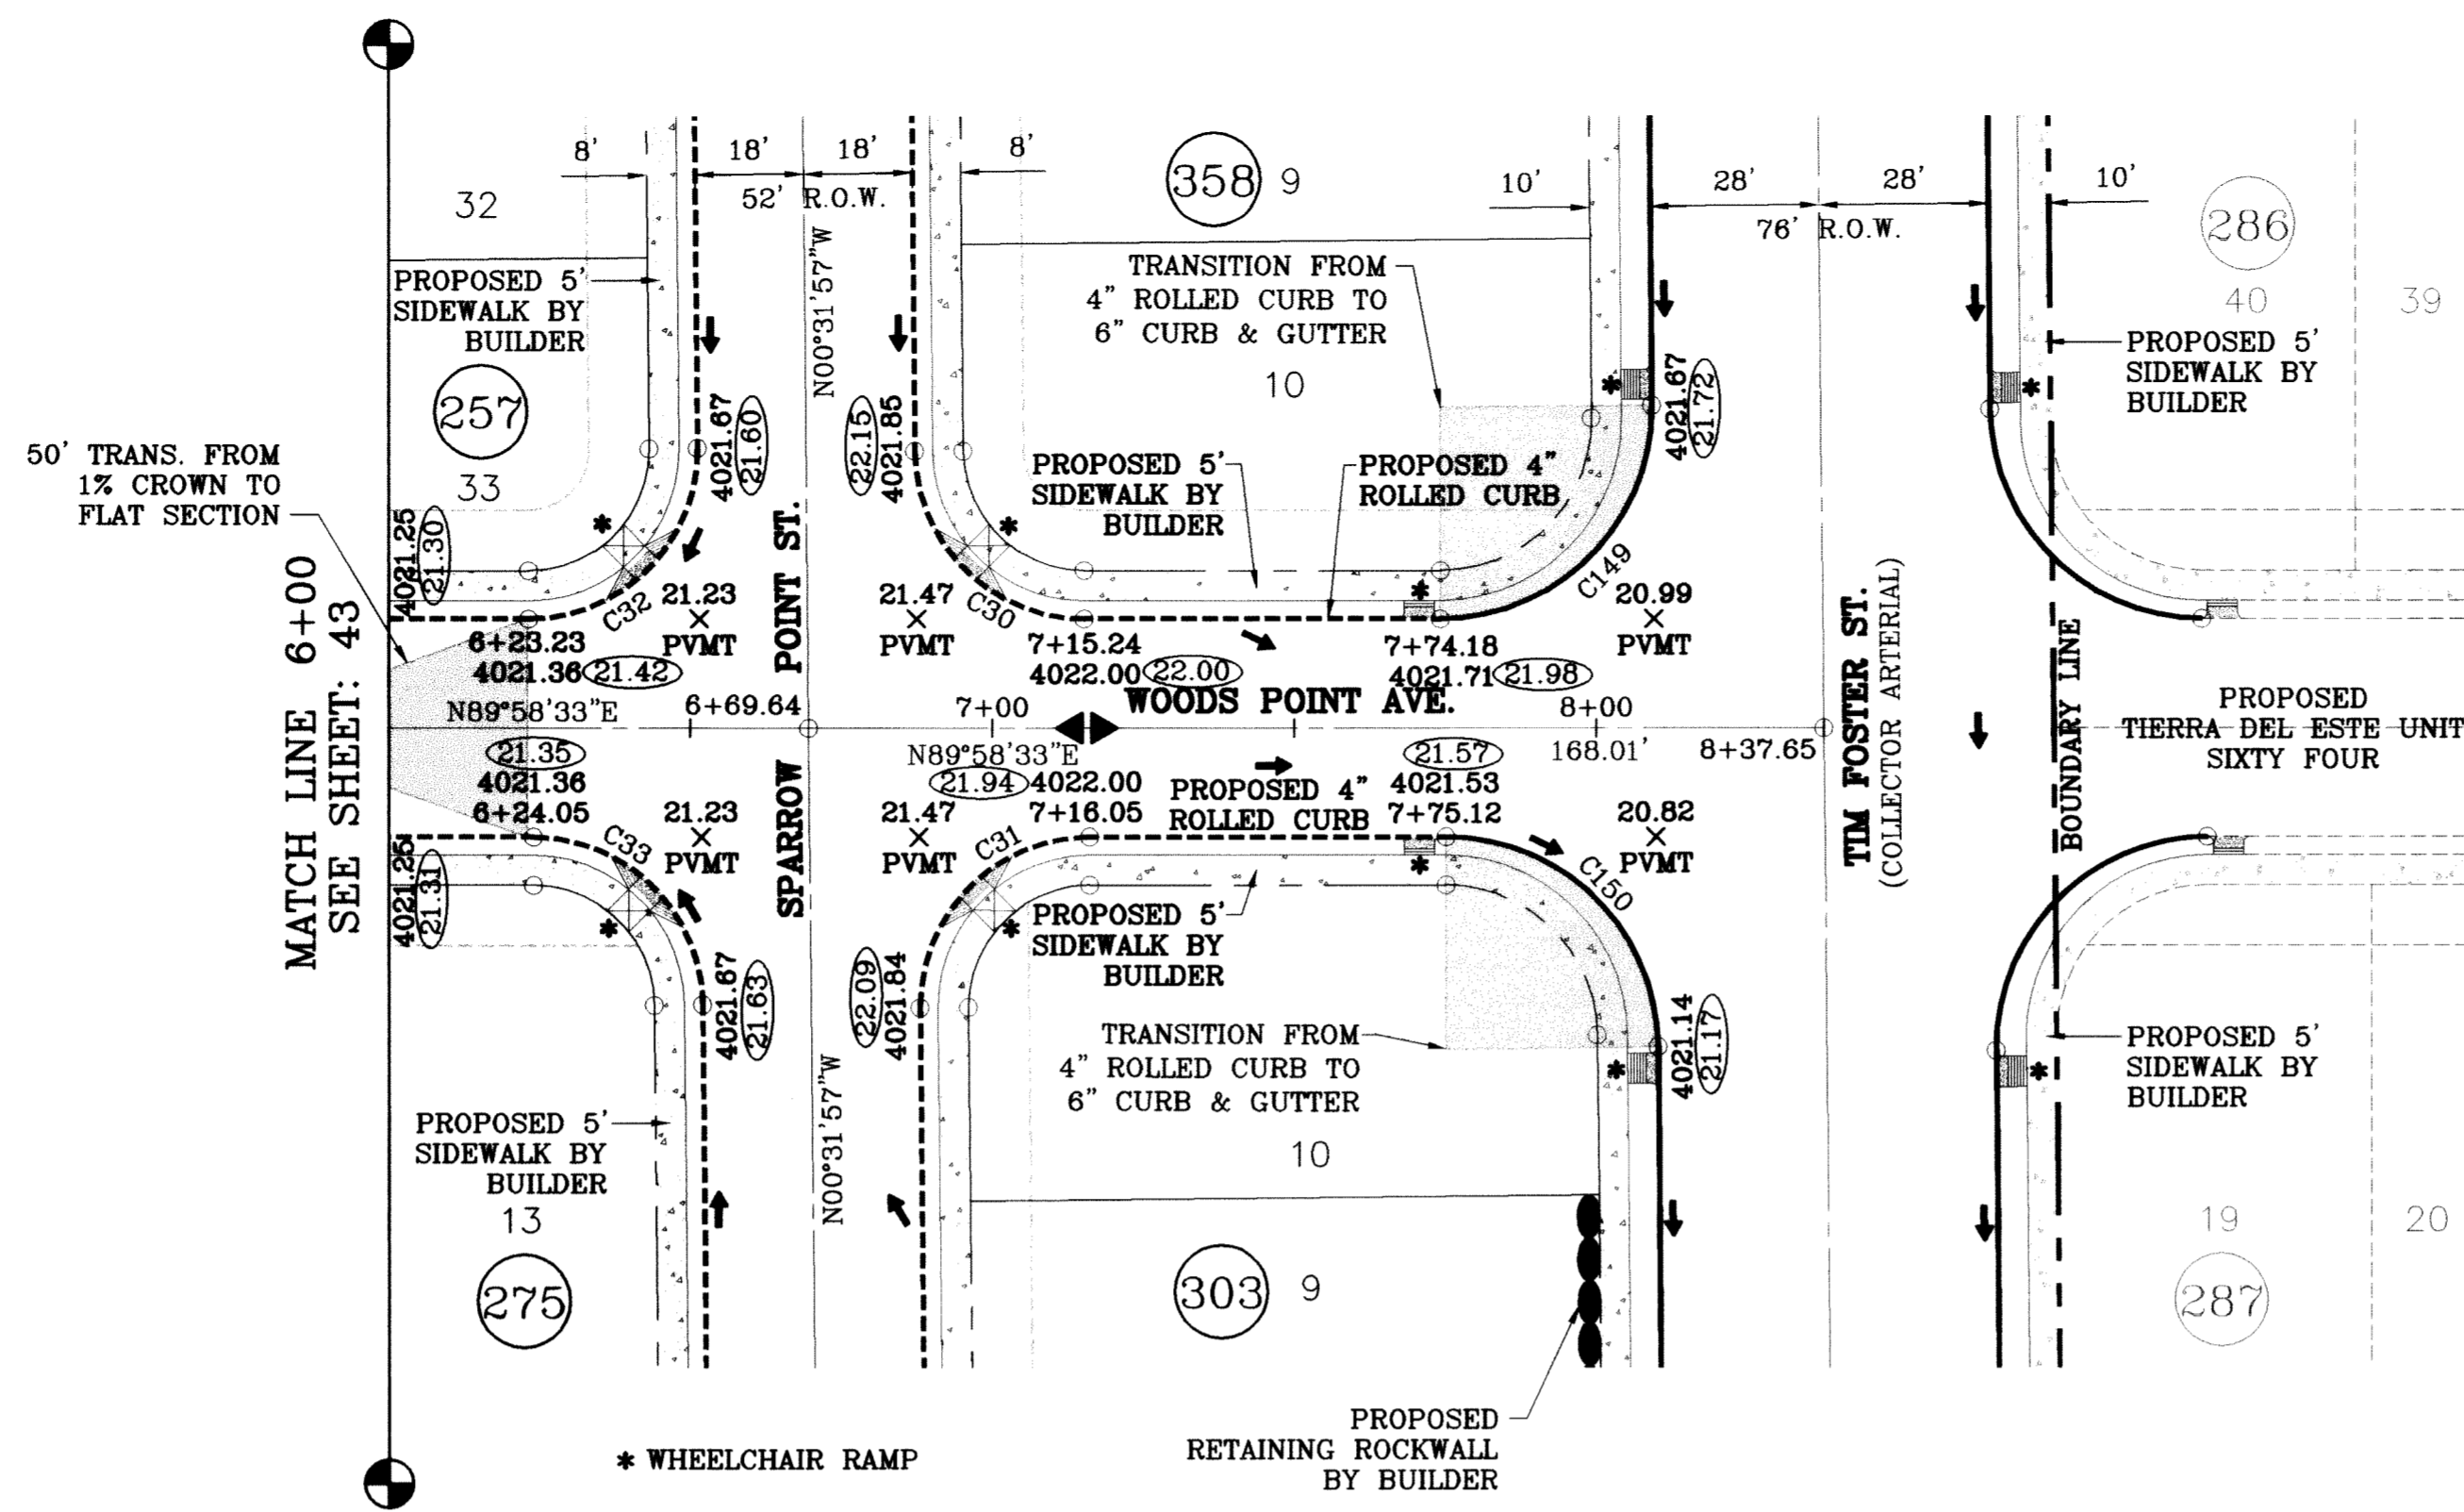 8'
18'
18'
8'
52' R.O.W.
358
9
10'
28'
28'
10'
76' R.O.W.
286
40
39
32
PROPOSED 5'
SIDEWALK BY
BUILDER
257
33
N00°31'57"W
TRANSITION FROM
4" ROLLED CURB TO
6" CURB & GUTTER
10
PROPOSED 5'
SIDEWALK BY
BUILDER
50' TRANS. FROM
1% CROWN TO
FLAT SECTION
4021.67
21.60
22.15
4021.85
4021.67
21.72
PROPOSED 5'
SIDEWALK BY
BUILDER
PROPOSED 4"
ROLLED CURB
4021.25
21.30
C32
21.23
PVMT
21.47
PVMT
C30
C149
20.99
PVMT
MATCH LINE 6+00
SEE SHEET: 43
6+23.23
4021.36
21.42
7+15.24
4022.00
22.00
7+74.18
4021.71
21.98
SPARROW POINT ST.
WOODS POINT AVE.
TIM FOSTER ST.
(COLLECTOR ARTERIAL)
BOUNDARY LINE
N89°58'33"E
6+69.64
7+00
8+00
N89°58'33"E
168.01'
8+37.65
PROPOSED
TIERRA DEL ESTE UNIT
SIXTY FOUR
21.35
4021.36
6+24.05
21.94
4022.00
7+16.05
PROPOSED 4"
ROLLED CURB
21.57
4021.53
7+75.12
4021.25
21.31
C33
21.23
PVMT
21.47
PVMT
C31
C150
20.82
PVMT
PROPOSED 5'
SIDEWALK BY
BUILDER
4021.67
21.63
22.09
4021.84
4021.14
21.17
TRANSITION FROM
4" ROLLED CURB TO
6" CURB & GUTTER
10
PROPOSED 5'
SIDEWALK BY
BUILDER
N00°31'57"W
PROPOSED 5'
SIDEWALK BY
BUILDER
13
275
303
9
19
20
287
PROPOSED
RETAINING ROCKWALL
BY BUILDER
* WHEELCHAIR RAMP